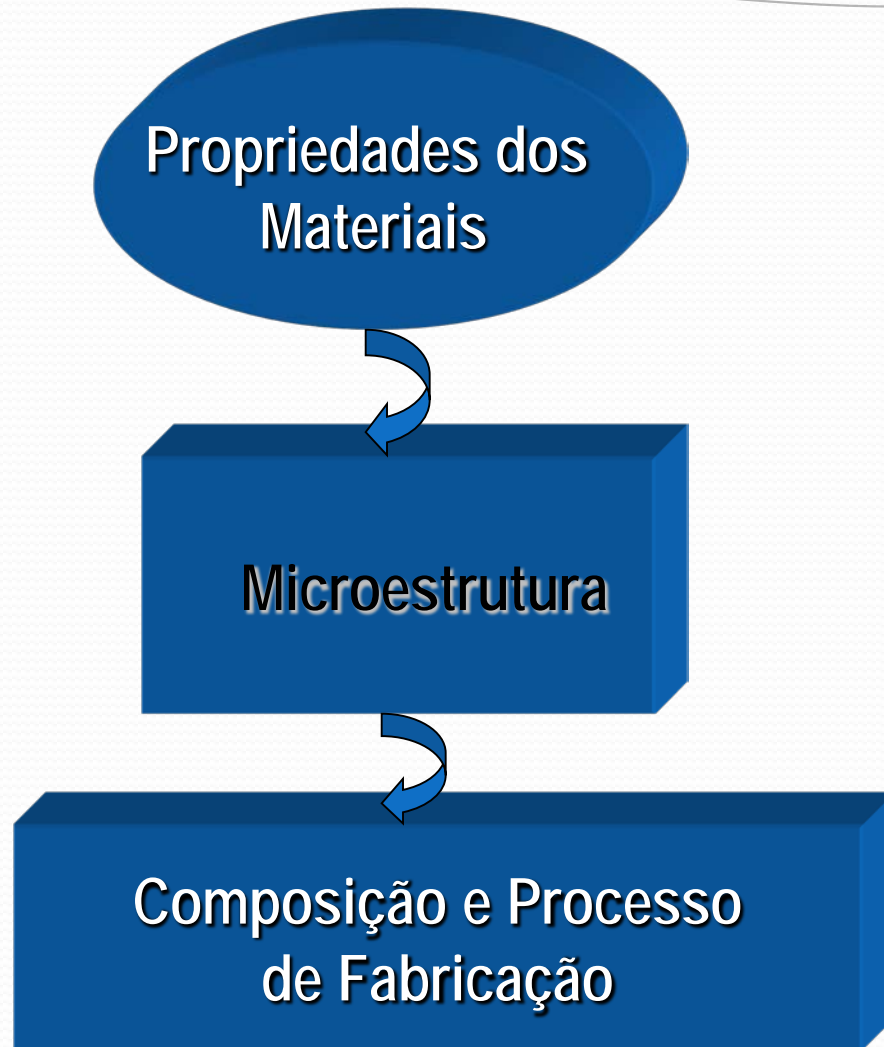 Propriedades dos
Materiais
Microestrutura
Composição e Processo
de Fabricação